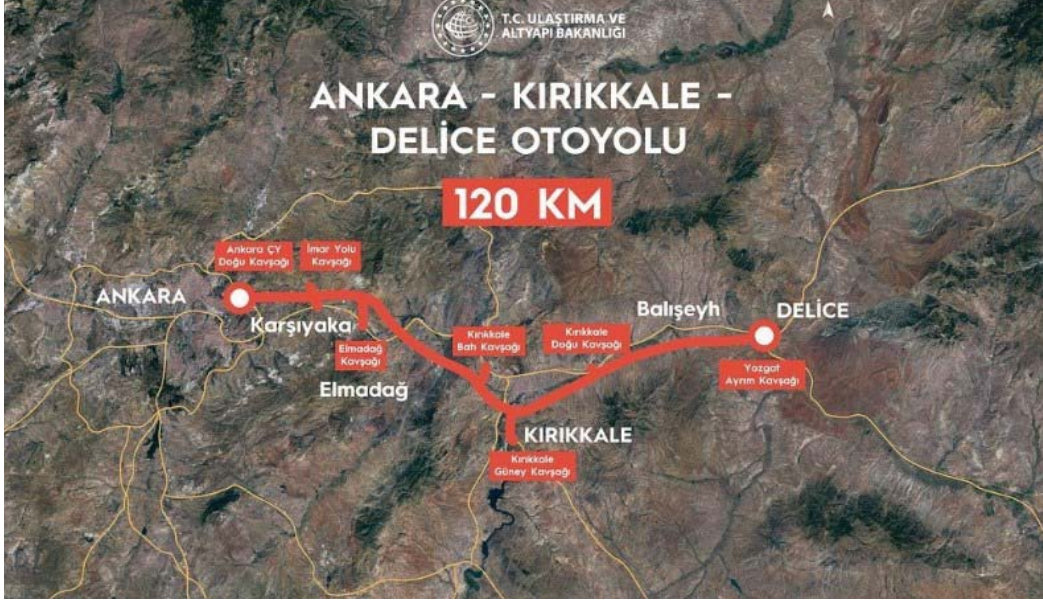 T.C. ULAŞTIRMA VE
ALTYAPI BAKANLIĞI
ANKARA - KIRIKKALE -
DELİCE OTOYOLU
120 KM
Ankara ÇY
Doğu Kavşağı
İmar Yolu
Kavşağı
ANKARA
Karşıyaka
Elmadağ
Kavşağı
Elmadağ
Kırıkkale
Batı Kavşağı
Kırıkkale
Doğu Kavşağı
Balışeyh
DELİCE
Yozgat
Ayrım Kavşağı
KIRIKKALE
Kırıkkale
Güney Kavşağı